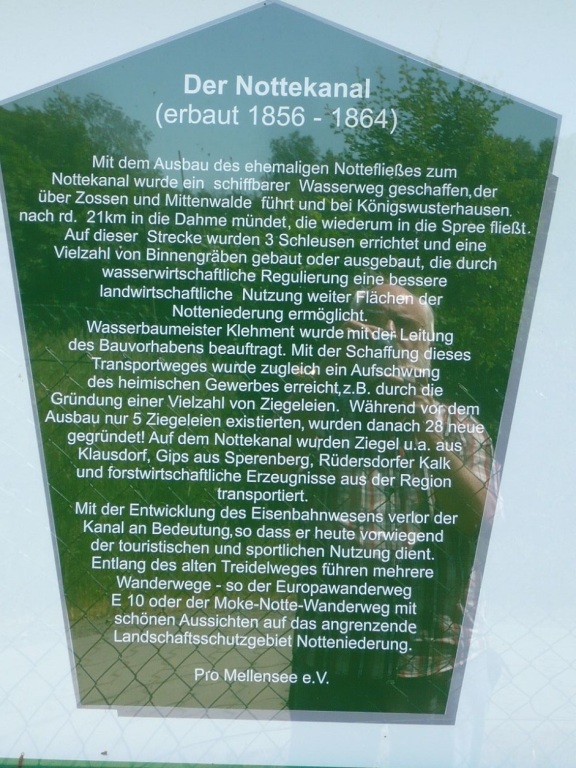 Der Nottekanal
(erbaut 1856 - 1864)
Mit dem Ausbau des ehemaligen Nottefließes zum
Nottekanal wurde ein schiffbarer Wasserweg geschaffen, der
über Zossen und Mittenwalde führt und bei Königswusterhausen.
nach rd. 21km in die Dahme mündet, die wiederum in die Spree fließt.
Auf dieser Strecke wurden 3 Schleusen errichtet und eine
Vielzahl von Binnengräben gebaut oder ausgebaut, die durch
wasserwirtschaftliche Regulierung eine bessere
landwirtschaftliche Nutzung weiter Flächen der
Notteniederung ermöglicht.
Wasserbaumeister Klehment wurde mit der Leitung
des Bauvorhabens beauftragt. Mit der Schaffung dieses
Transportweges wurde zugleich ein Aufschwung
des heimischen Gewerbes erreicht, z.B. durch die
Gründung einer Vielzahl von Ziegeleien. Während vor dem
Ausbau nur 5 Ziegeleien existierten, wurden danach 28 neue
gegründet! Auf dem Nottekanal wurden Ziegel u.a. aus
Klausdorf, Gips aus Sperenberg, Rüdersdorfer Kalk
und forstwirtschaftliche Erzeugnisse aus der Region
transportiert.
Mit der Entwicklung des Eisenbahnwesens verlor der
Kanal an Bedeutung, so dass er heute vorwiegend
der touristischen und sportlichen Nutzung dient.
Entlang des alten Treidelweges führen mehrere
Wanderwege - so der Europawanderweg
E 10 oder der Moke-Notte-Wanderweg mit
schönen Aussichten auf das angrenzende
Landschaftsschutzgebiet Notteniederung.
Pro Mellensee e.V.